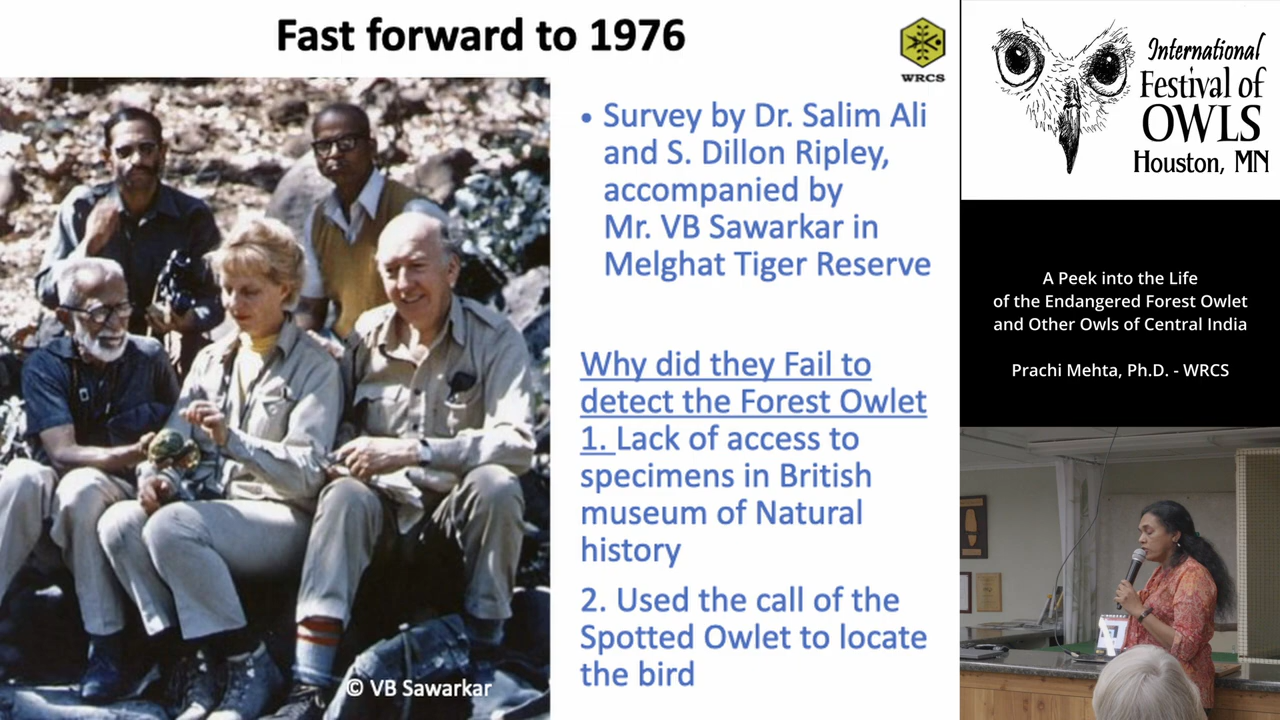 Fast forward to 1976
WRCS
• Survey by Dr. Salim Ali
and S. Dillon Ripley,
accompanied by
Mr. VB Sawarkar in
Melghat Tiger Reserve
Why did they Fail to
detect the Forest Owlet
1. Lack of access to
specimens in British
museum of Natural
history
2. Used the call of the
Spotted Owlet to locate
the bird
© VB Sawarkar
International
Festival of
OWLS
Houston, MN
A Peek into the Life
of the Endangered Forest Owlet
and Other Owls of Central India
Prachi Mehta, Ph.D. - WRCS